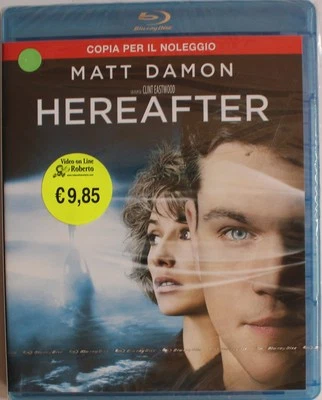 Blu-ray Disc
COPIA PER IL NOLEGGIO
MATT DAMON
CLINT EASTWOOD
HEREAFTER
Video on Line
Roberto
€ 9,85